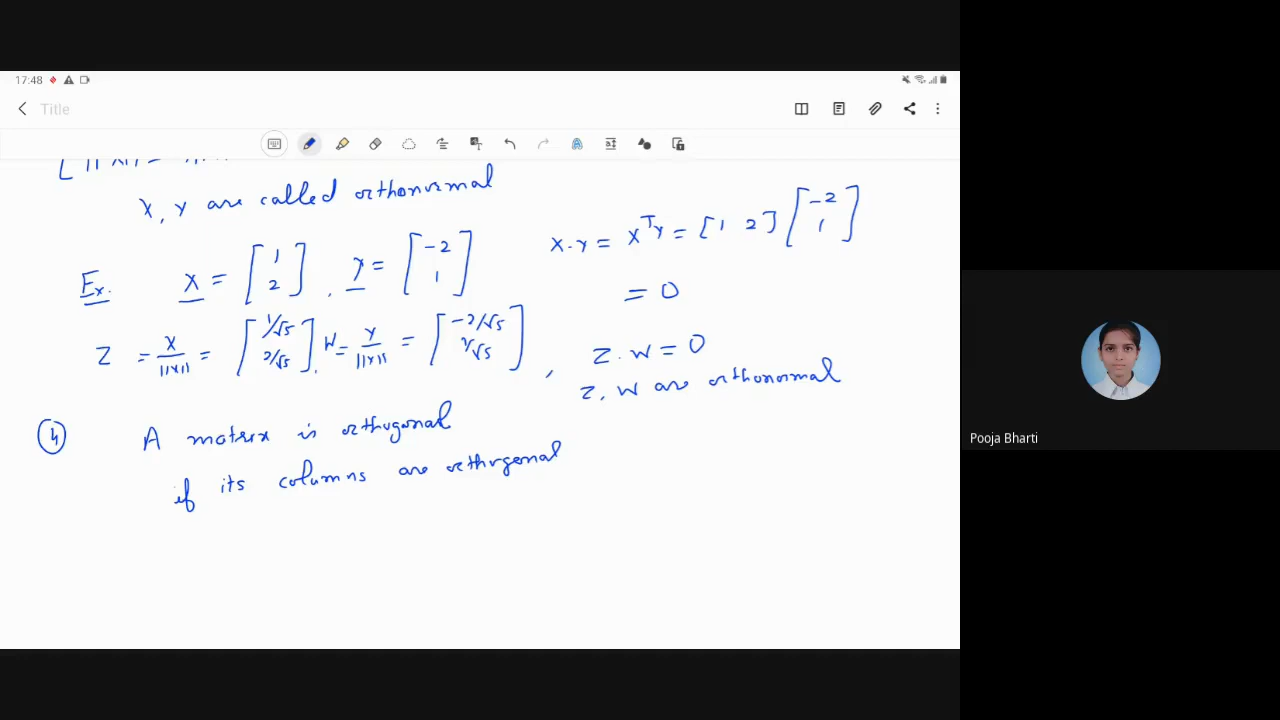 17:48
Title
X, Y are called orthonormal
Ex. X = [1 2], Y = [-2 1] X.Y = X^T Y = [1 2] [-2 1]
= 0
Z = X/||X|| = [1/√5 2/√5], W = Y/||Y|| = [-2/√5 1/√5], Z.W = 0
Z, W are orthonormal
④ A matrix is orthogonal
if its columns are orthogonal
Pooja Bharti